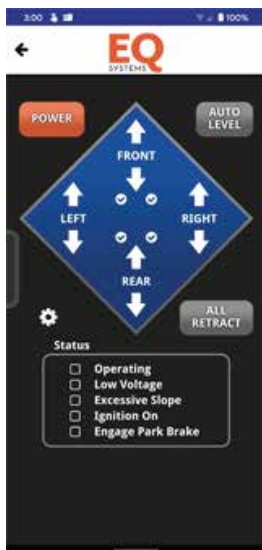 3:00
100%
EQ
SYSTEMS
POWER
AUTO
LEVEL
FRONT
LEFT
RIGHT
REAR
ALL
RETRACT
Status
Operating
Low Voltage
Excessive Slope
Ignition On
Engage Park Brake